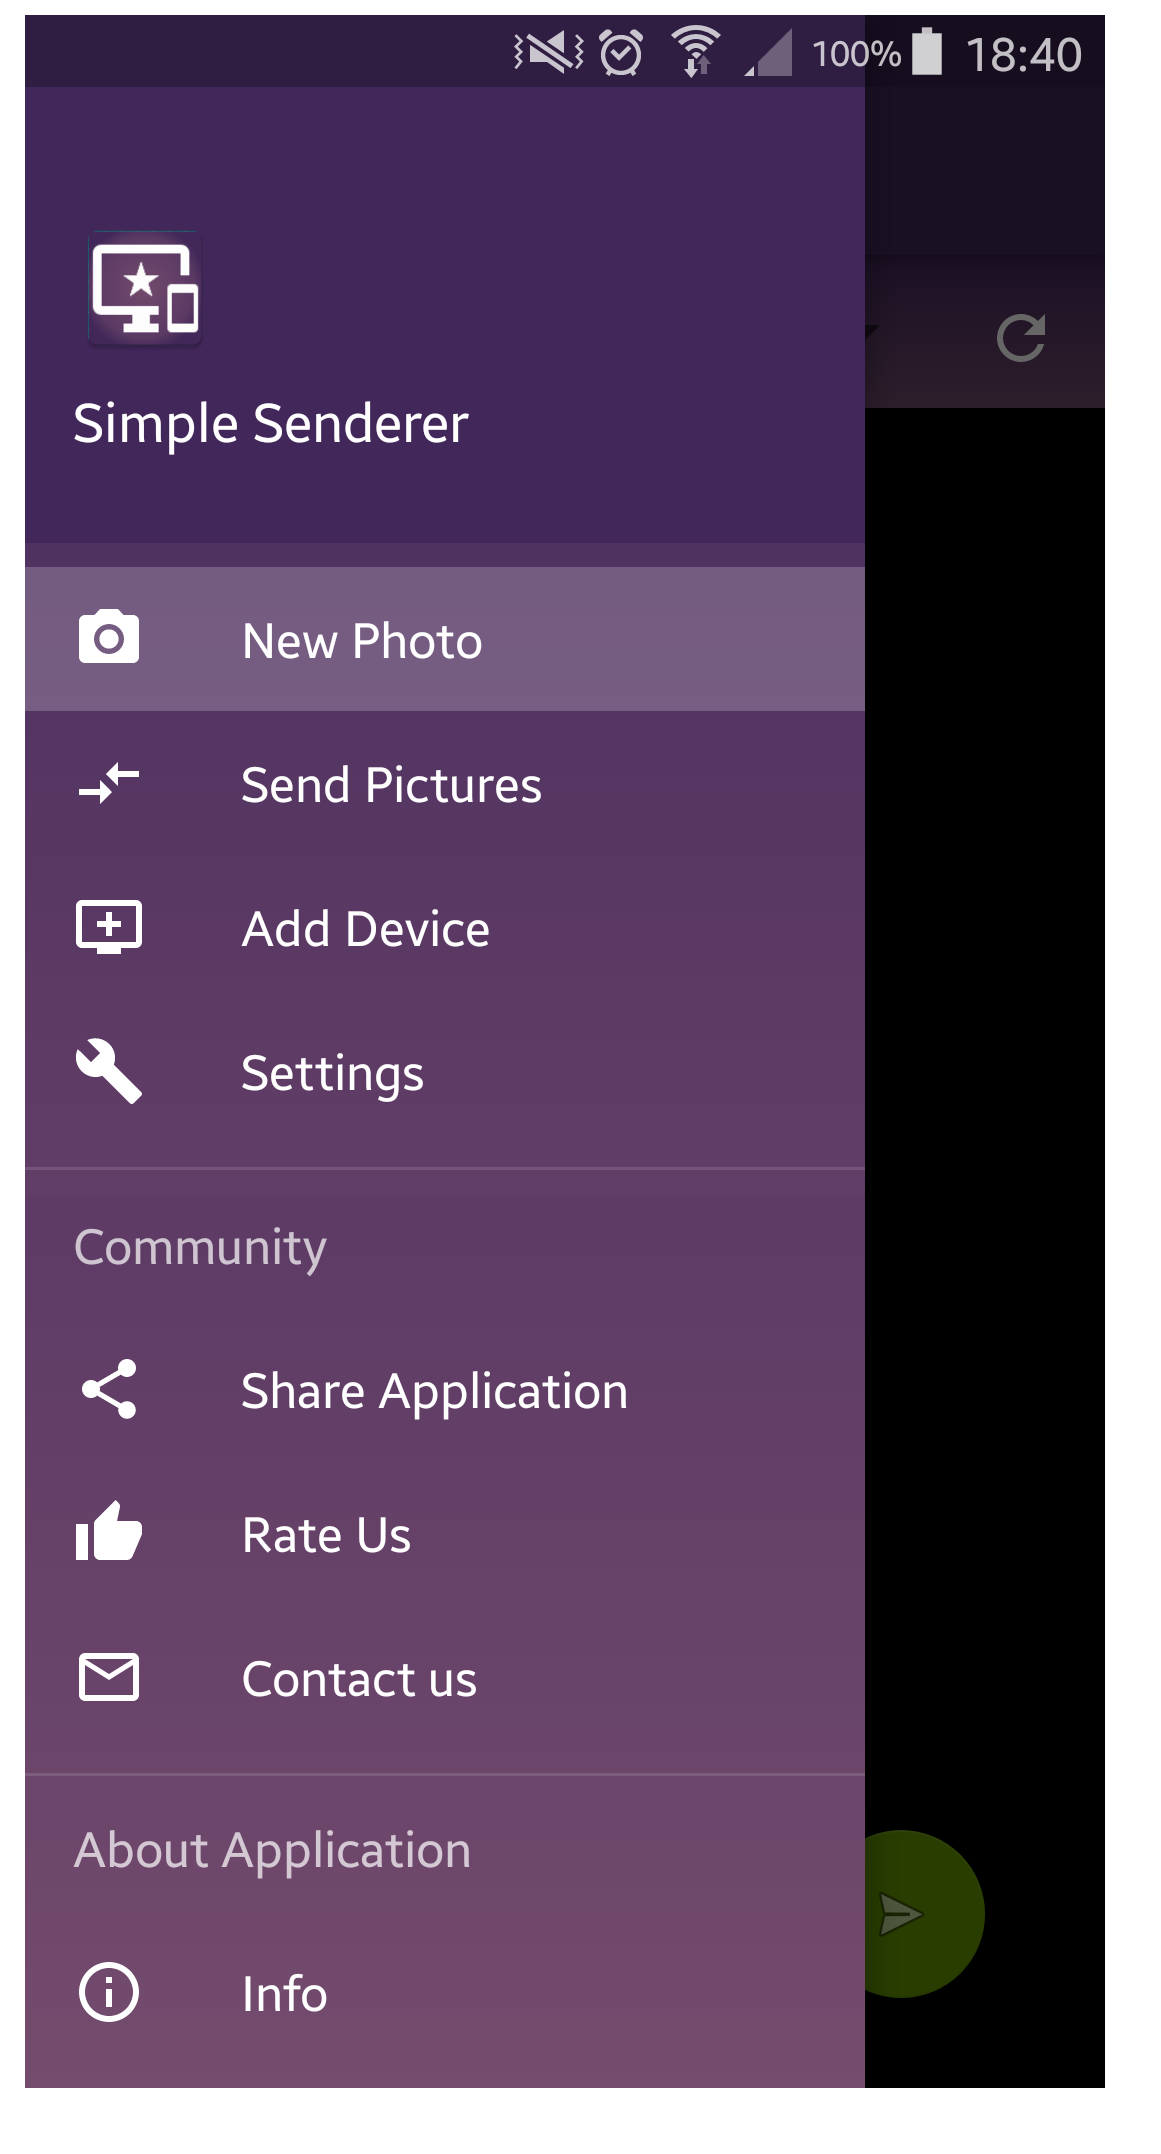 100% 18:40
Simple Senderer
New Photo
Send Pictures
Add Device
Settings
Community
Share Application
Rate Us
Contact us
About Application
Info